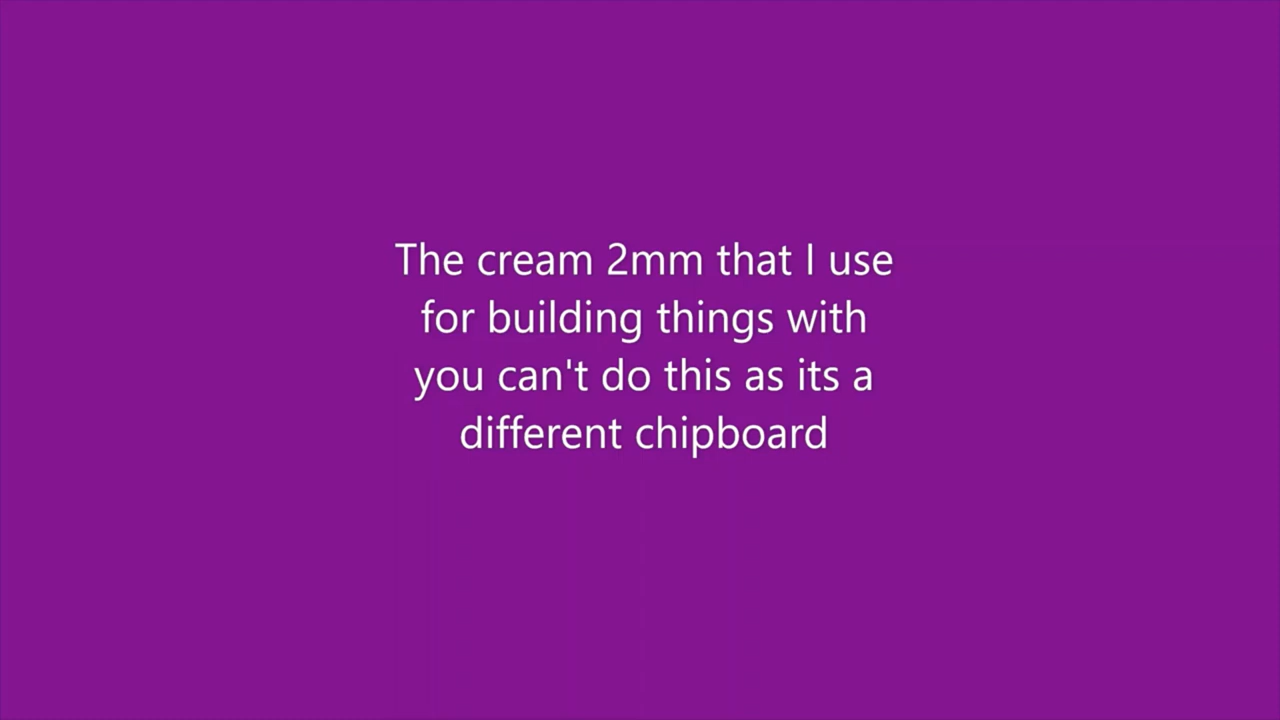 The cream 2mm that I use
for building things with
you can't do this as its a
different chipboard